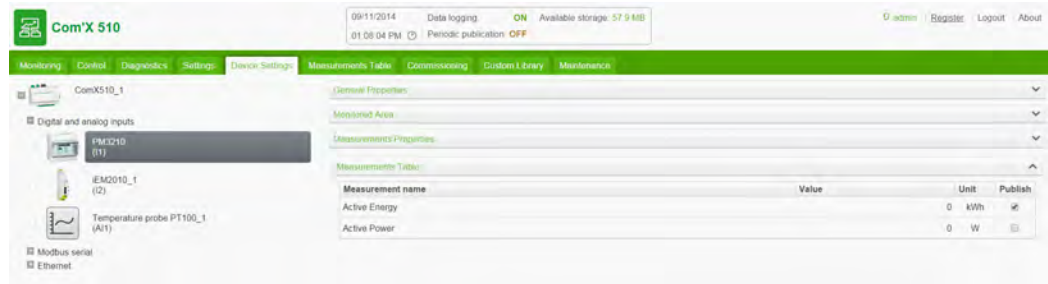 Com'X 510
09/11/2014 Data logging: ON Available storage: 57.9 MB
01:08:04 PM Periodic publication: OFF
admin Register Logout About
Monitoring Control Diagnostics Settings Device Settings Measurements Table Commissioning Custom Library Maintenance
ComX510_1
Digital and analog inputs
PM3210
(I1)
iEM2010_1
(I2)
Temperature probe PT100_1
(AI1)
Modbus serial
Ethernet
General Properties
Monitored Area
Measurements Properties
Measurements Table
Measurement name Value Unit Publish
Active Energy 0 kWh
Active Power 0 W